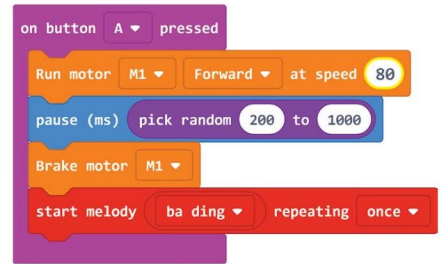 on button A pressed
Run motor M1 Forward at speed 80
pause (ms) pick random 200 to 1000
Brake motor M1
start melody ba ding repeating once